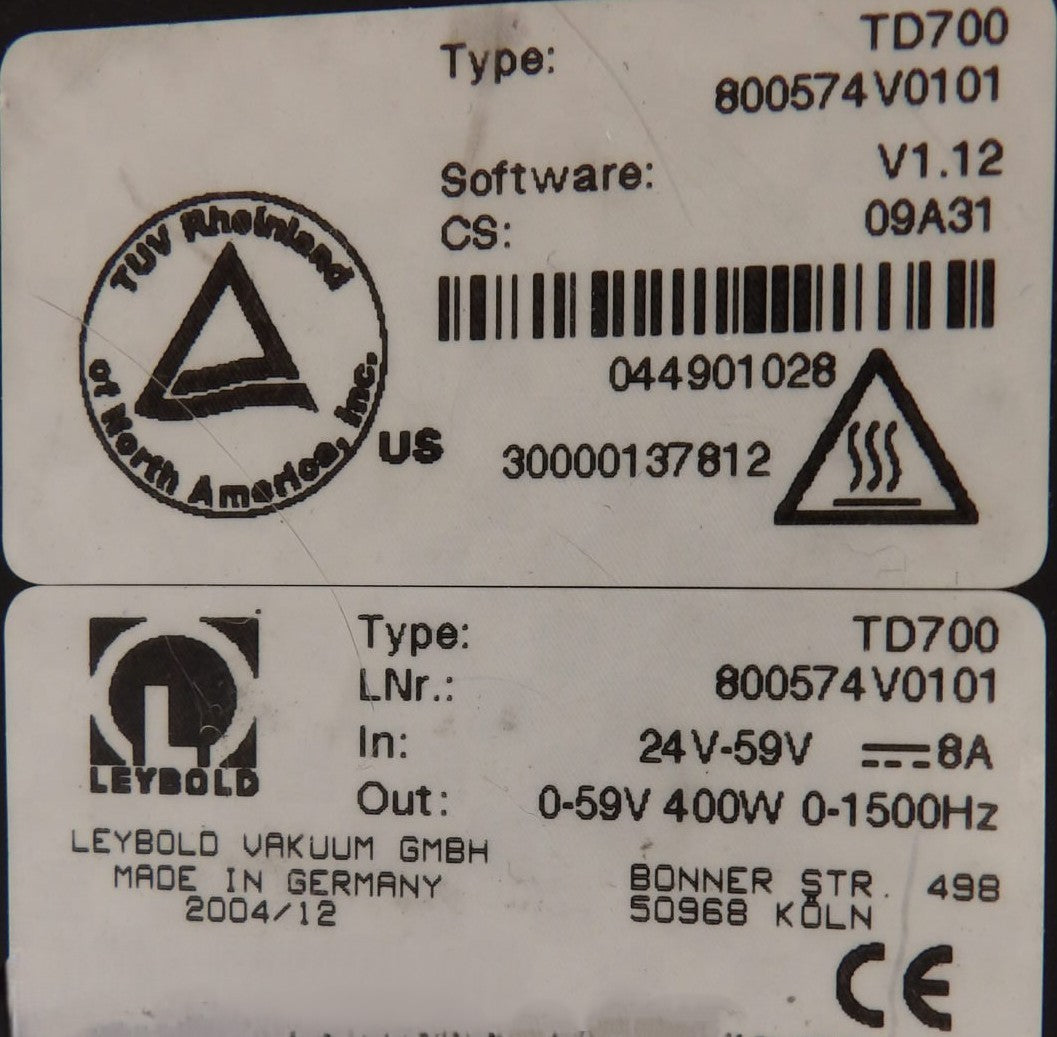 Type: TD700
800574V0101
Software: V1.12
CS: 09A31
TUV Rheinland
of North America, Inc.
US
044901028
30000137812
LEYBOLD
Type: TD700
LNr.: 800574V0101
In: 24V-59V 8A
Out: 0-59V 400W 0-1500Hz
LEYBOLD VAKUUM GMBH
MADE IN GERMANY
2004/12
BONNER STR. 498
50968 KÖLN
CE